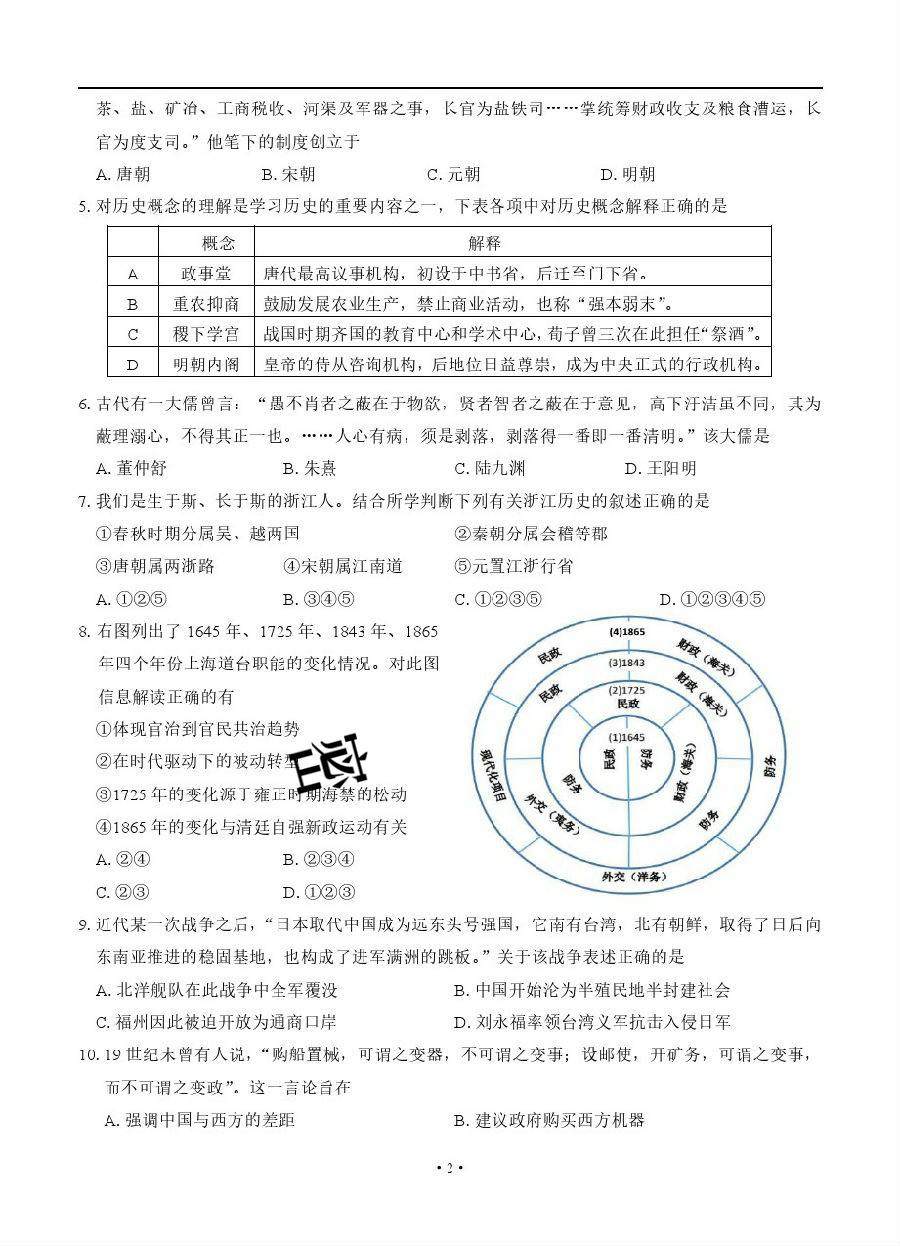 茶、盐、矿冶、工商税收、河渠及军器之事，长官为盐铁司……掌统筹财政收支及粮食漕运，长
官为度支司。”他笔下的制度创立于
A. 唐朝 B. 宋朝 C. 元朝 D. 明朝
5. 对历史概念的理解是学习历史的重要内容之一，下表各项中对历史概念解释正确的是
概念 解释
A 政事堂 唐代最高议事机构，初设于中书省，后迁至门下省。
B 重农抑商 鼓励发展农业生产，禁止商业活动，也称“强本弱末”。
C 稷下学宫 战国时期齐国的教育中心和学术中心，荀子曾三次在此担任“祭酒”。
D 明朝内阁 皇帝的侍从咨询机构，后地位日益尊崇，成为中央正式的行政机构。
6. 古代有一大儒曾言：“愚不肖者之蔽在于物欲，贤者智者之蔽在于意见，高下汙洁虽不同，其为
蔽理溺心，不得其正一也。……人心有病，须是剥落，剥落得一番即一番清明。”该大儒是
A. 董仲舒 B. 朱熹 C. 陆九渊 D. 王阳明
7. 我们是生于斯、长于斯的浙江人。结合所学判断下列有关浙江历史的叙述正确的是
①春秋时期分属吴、越两国 ②秦朝分属会稽等郡
③唐朝属两浙路 ④宋朝属江南道 ⑤元置江浙行省
A. ①②⑤ B. ③④⑤ C. ①②③⑤ D. ①②③④⑤
8. 右图列出了 1645 年、1725 年、1843 年、1865
年四个年份上海道台职能的变化情况。对此图
信息解读正确的有
①体现官治到官民共治趋势
②在时代驱动下的被动转型
③1725 年的变化源于雍正时期海禁的松动
④1865 年的变化与清廷自强新政运动有关
A. ②④ B. ②③④
C. ②③ D. ①②③
密
(4)1865
民政
财政（海关）
(3)1843
民政
财政（海关）
(2)1725
民政
(1)1645
民政
防务
防务
财政（海关）
现代化项目
防务
外交（夷务）
防务
外交（洋务）
9. 近代某一次战争之后，“日本取代中国成为远东头号强国，它南有台湾，北有朝鲜，取得了日后向
东南亚推进的稳固基地，也构成了进军满洲的跳板。”关于该战争表述正确的是
A. 北洋舰队在此战争中全军覆没 B. 中国开始沦为半殖民地半封建社会
C. 福州因此被迫开放为通商口岸 D. 刘永福率领台湾义军抗击入侵日军
10. 19 世纪末曾有人说，“购船置械，可谓之变器，不可谓之变事；设邮使，开矿务，可谓之变事，
而不可谓之变政”。这一言论旨在
A. 强调中国与西方的差距 B. 建议政府购买西方机器
• 2 •